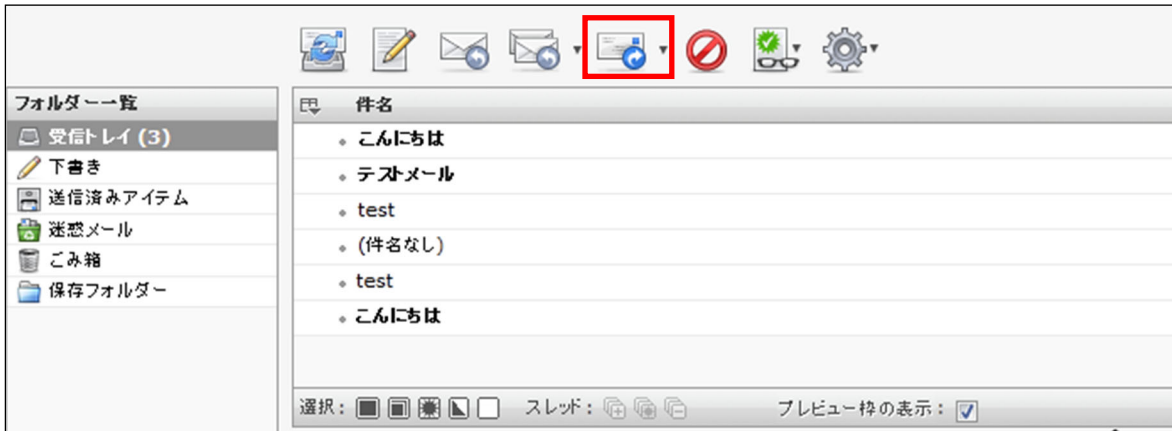 フォルダー一覧
受信トレイ (3)
下書き
送信済みアイテム
迷惑メール
ごみ箱
保存フォルダー
件名
こんにちは
テストメール
test
(件名なし)
test
こんにちは
選択: スレッド: プレビュー枠の表示: